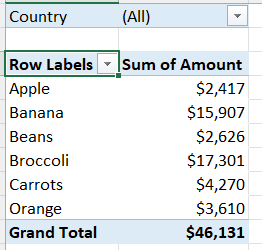 Country (All)
Row Labels Sum of Amount
Apple $2,417
Banana $15,907
Beans $2,626
Broccoli $17,301
Carrots $4,270
Orange $3,610
Grand Total $46,131